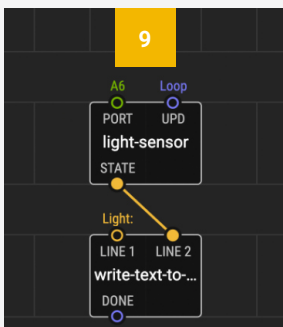 9
A6 Loop
PORT UPD
light-sensor
STATE
Light:
LINE 1 LINE 2
write-text-to-...
DONE